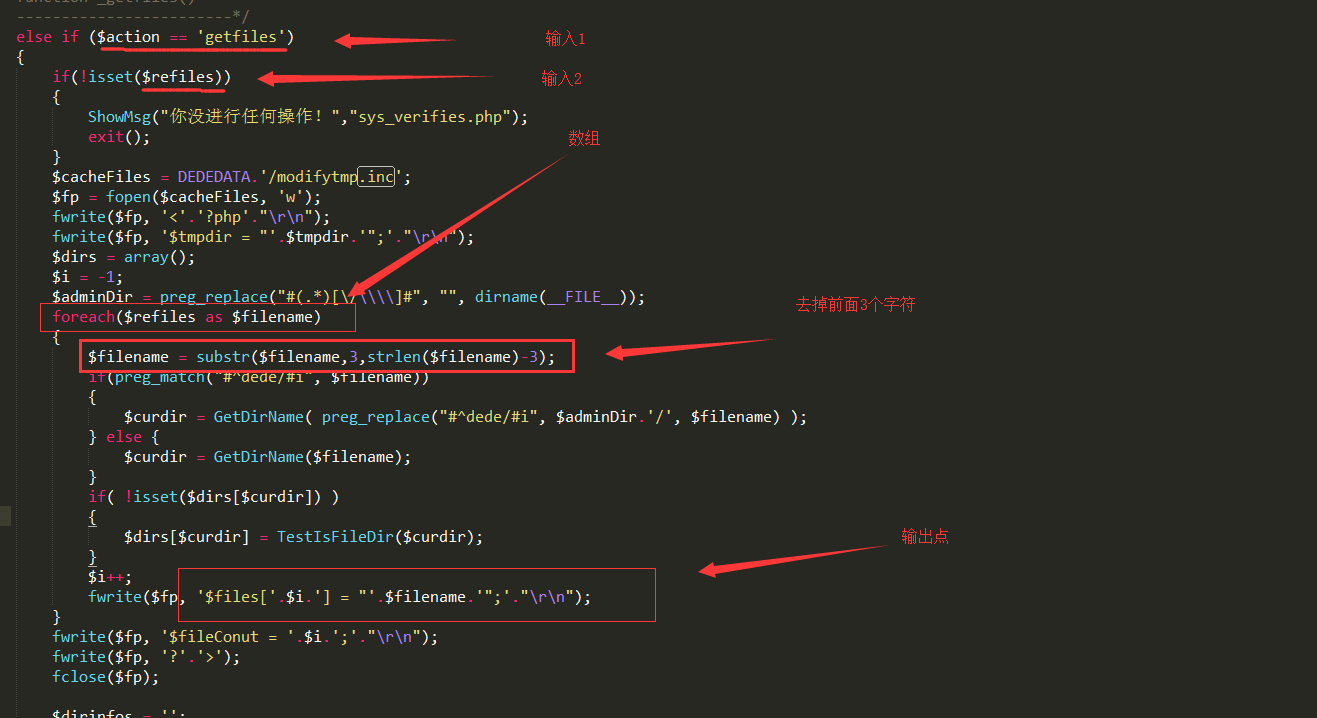 function _getfiles()
------------------------*/
else if ($action == 'getfiles') 输入1
{
if(!isset($refiles)) 输入2
{
ShowMsg("你没进行任何操作！","sys_verifies.php");
exit(); 数组
}
$cacheFiles = DEDEDATA.'/modifytmp.inc';
$fp = fopen($cacheFiles, 'w');
fwrite($fp, '<'.'?php'."\r\n");
fwrite($fp, '$tmpdir = "'.$tmpdir.'";'."\r\n");
$dirs = array();
$i = -1;
$adminDir = preg_replace("#(.*)[\/\\\\]#", "", dirname(__FILE__));
去掉前面3个字符
foreach($refiles as $filename)
{
$filename = substr($filename,3,strlen($filename)-3);
if(preg_match("#^dede/#i", $filename))
{
$curdir = GetDirName( preg_replace("#^dede/#i", $adminDir.'/', $filename) );
} else {
$curdir = GetDirName($filename);
}
if( !isset($dirs[$curdir]) )
{
$dirs[$curdir] = TestIsFileDir($curdir); 输出点
}
$i++;
fwrite($fp, '$files['.$i.'] = "'.$filename.'";'."\r\n");
}
fwrite($fp, '$fileConut = '.$i.';'."\r\n");
fwrite($fp, '?'.'>');
fclose($fp);
$dirinfos = '';